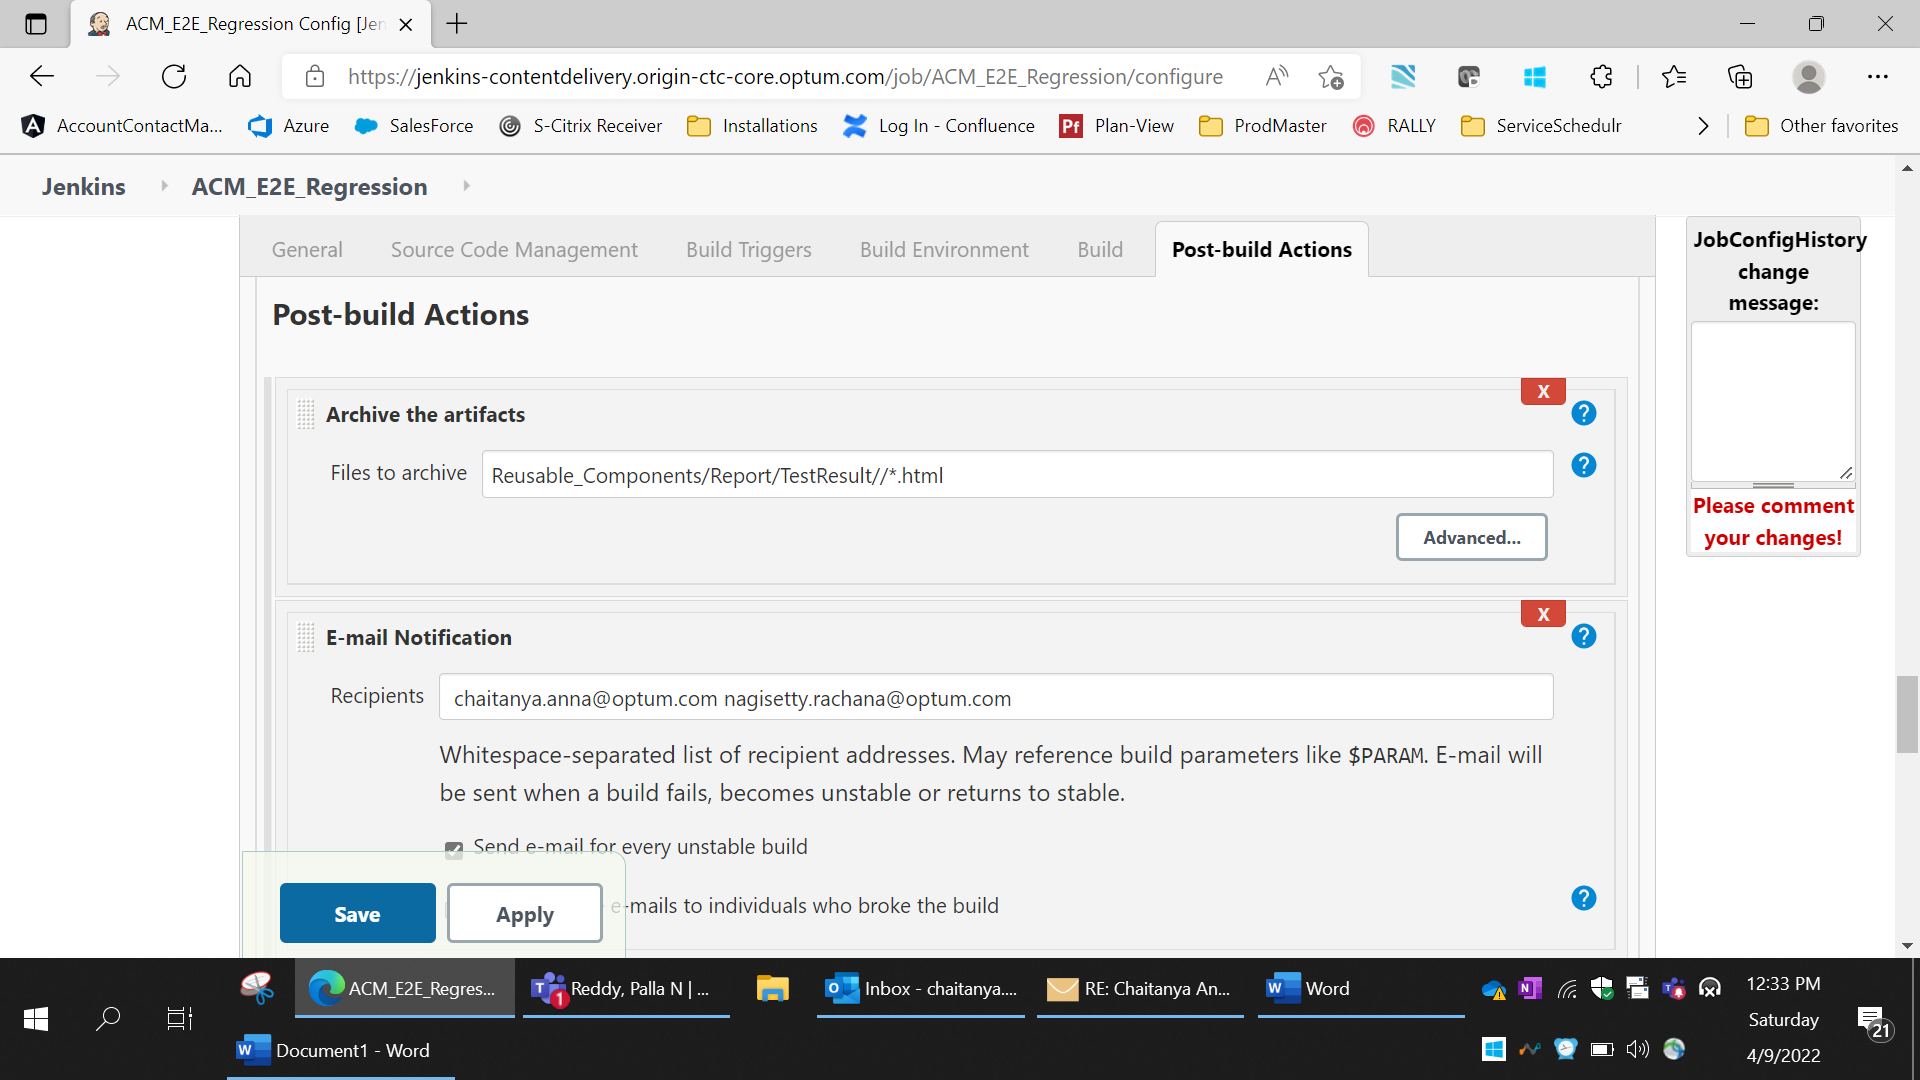 ACM_E2E_Regression Config [Jen
https://jenkins-contentdelivery.origin-ctc-core.optum.com/job/ACM_E2E_Regression/configure
AccountContactMa...
Azure
SalesForce
S-Citrix Receiver
Installations
Log In - Confluence
Pf Plan-View
ProdMaster
RALLY
ServiceSchedulr
Other favorites
Jenkins
ACM_E2E_Regression
General
Source Code Management
Build Triggers
Build Environment
Build
Post-build Actions
JobConfigHistory
change
message:
Please comment
your changes!
Post-build Actions
X
Archive the artifacts
?
Files to archive
Reusable_Components/Report/TestResult//*.html
?
Advanced...
X
E-mail Notification
?
Recipients
chaitanya.anna@optum.com nagisetty.rachana@optum.com
Whitespace-separated list of recipient addresses. May reference build parameters like $PARAM. E-mail will
be sent when a build fails, becomes unstable or returns to stable.
Send e-mail for every unstable build
e-mails to individuals who broke the build
?
Save
Apply
ACM_E2E_Regres...
1
Reddy, Palla N | ...
Inbox - chaitanya....
RE: Chaitanya An...
Word
12:33 PM
Saturday
4/9/2022
21
Document1 - Word